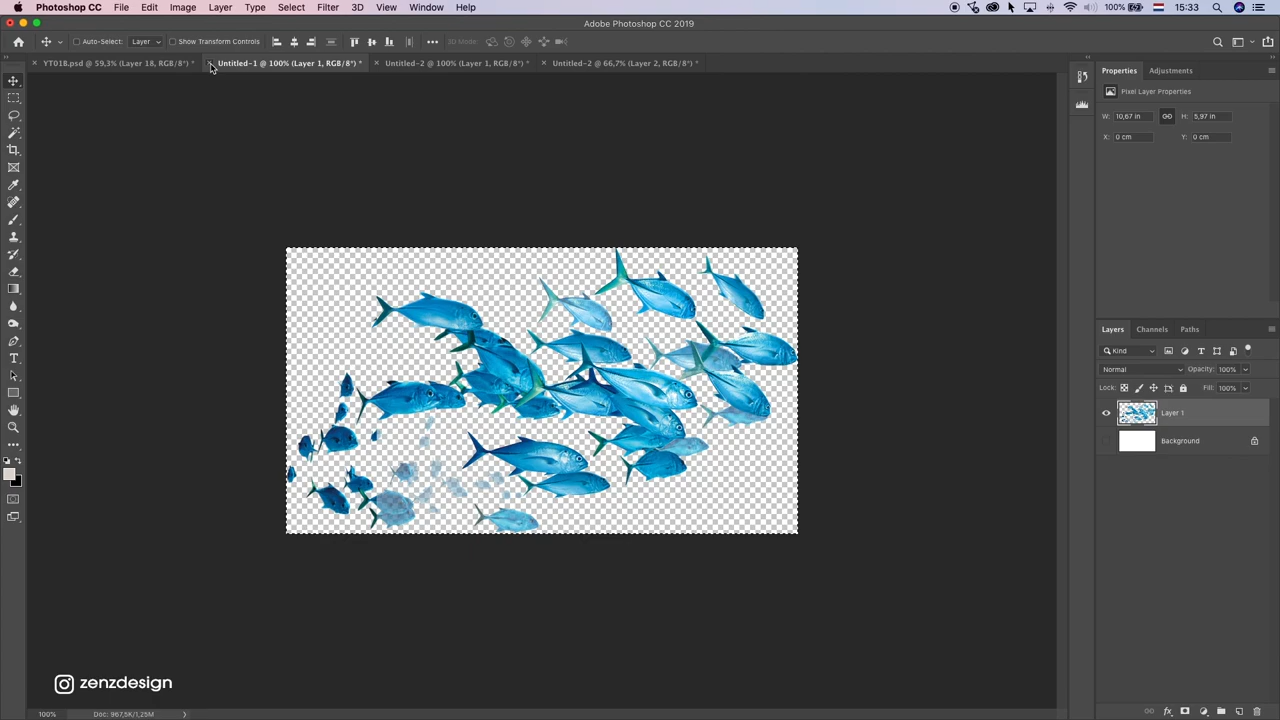 Photoshop CC File Edit Image Layer Type Select Filter 3D View Window Help 100% 15:33
Adobe Photoshop CC 2019
Auto-Select: Layer Show Transform Controls 3D Mode:
YT01B.psd @ 59,3% (Layer 18, RGB/8*) * Untitled-1 @ 100% (Layer 1, RGB/8*) * Untitled-2 @ 100% (Layer 1, RGB/8*) * Untitled-2 @ 66,7% (Layer 2, RGB/8*) *
Properties Adjustments
Pixel Layer Properties
W: 10,67 in H: 5,97 in
X: 0 cm Y: 0 cm
Layers Channels Paths
Kind
Normal Opacity: 100%
Lock: Fill: 100%
Layer 1
Background
zenzdesign
100% Doc: 967,5K/1,25M